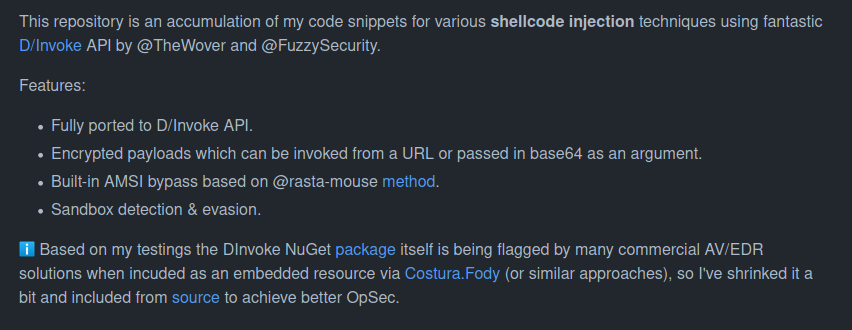 This repository is an accumulation of my code snippets for various shellcode injection techniques using fantastic
D/Invoke API by @TheWover and @FuzzySecurity.
Features:
• Fully ported to D/Invoke API.
• Encrypted payloads which can be invoked from a URL or passed in base64 as an argument.
• Built-in AMSI bypass based on @rasta-mouse method.
• Sandbox detection & evasion.
ℹ️ Based on my testings the DInvoke NuGet package itself is being flagged by many commercial AV/EDR
solutions when incuded as an embedded resource via Costura.Fody (or similar approaches), so I've shrinked it a
bit and included from source to achieve better OpSec.